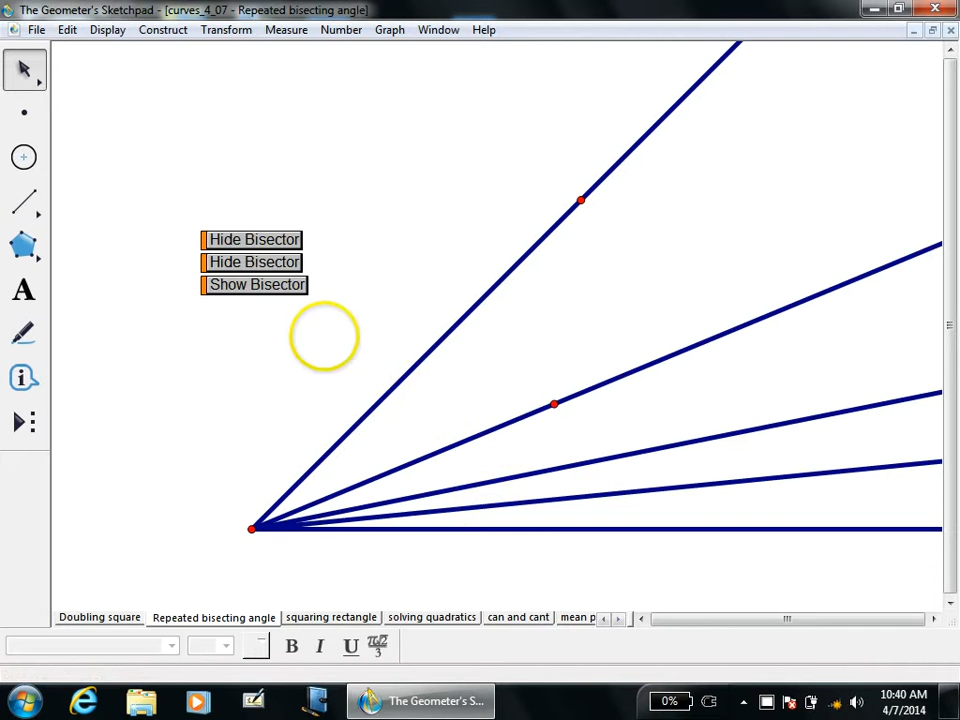 The Geometer's Sketchpad - [curves_4_07 - Repeated bisecting angle]
File Edit Display Construct Transform Measure Number Graph Window Help
A
Hide Bisector
Hide Bisector
Show Bisector
Doubling square Repeated bisecting angle squaring rectangle solving quadratics can and cant mean p
B I U
The Geometer's S...
0%
10:40 AM
4/7/2014